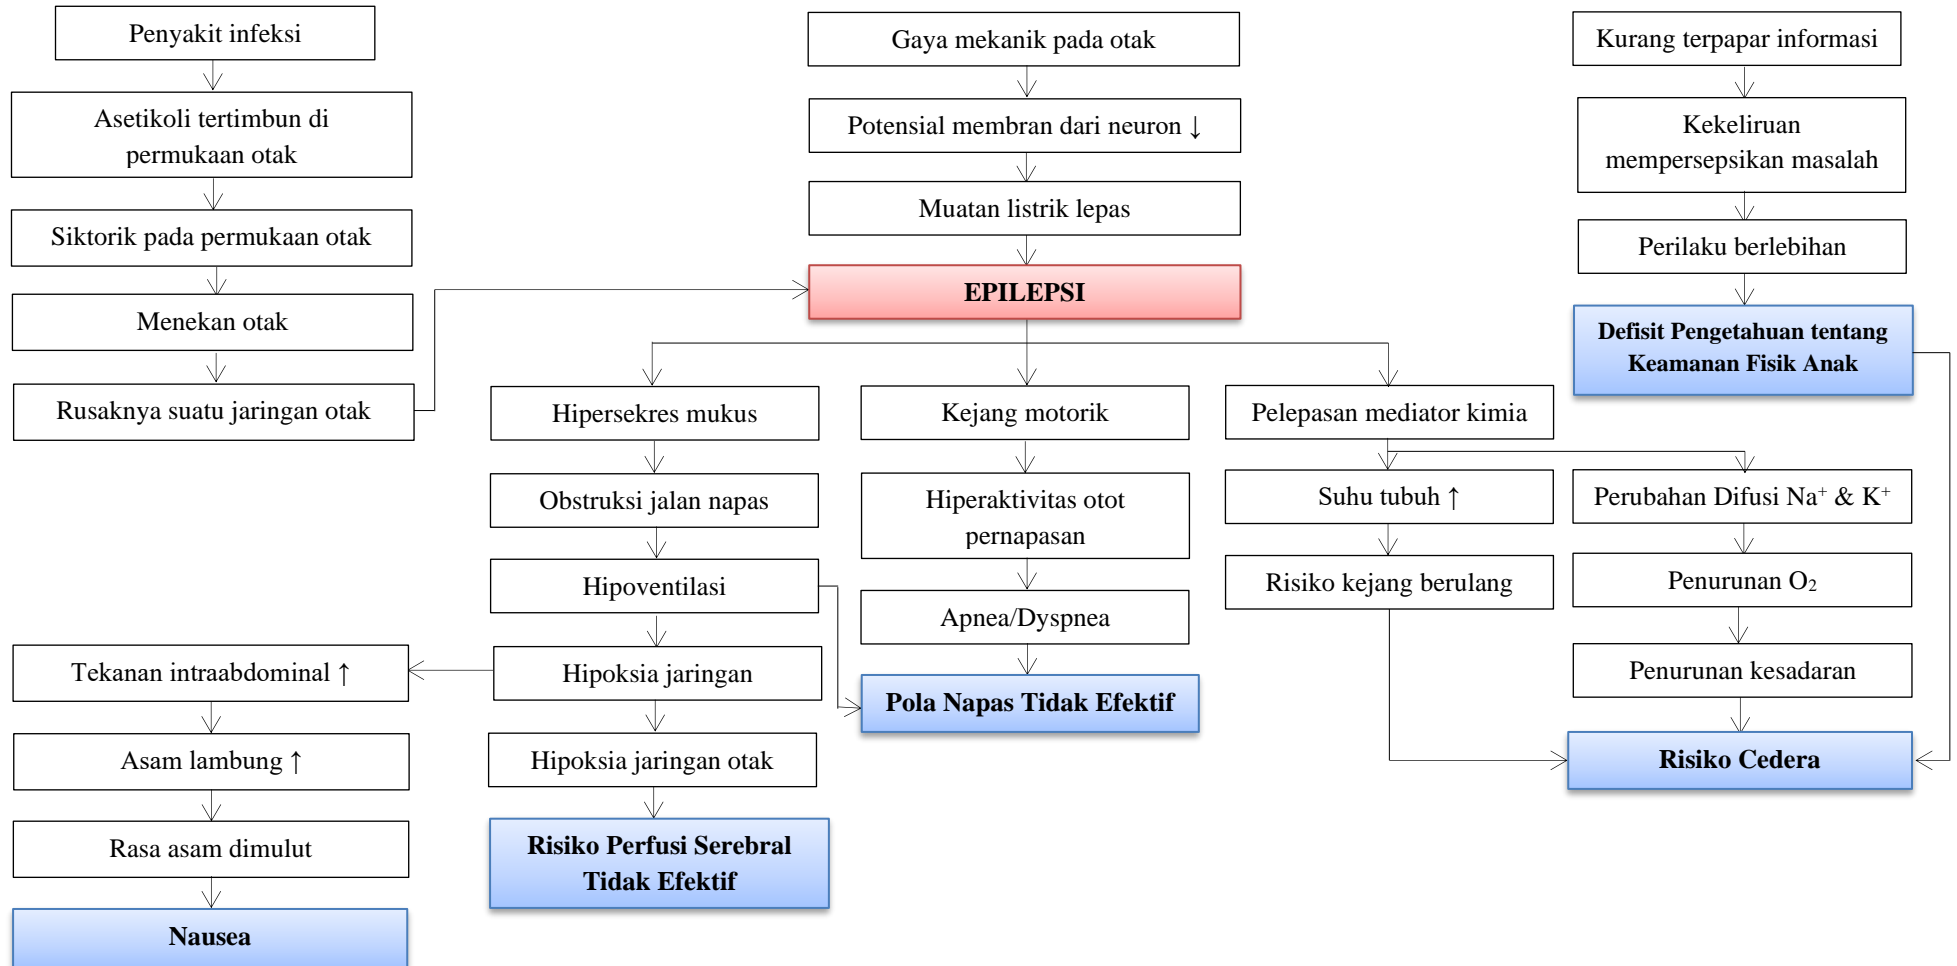 Penyakit infeksi
Asetikoli tertimbun di
permukaan otak
Siktorik pada permukaan otak
Menekan otak
Rusaknya suatu jaringan otak
Gaya mekanik pada otak
Potensial membran dari neuron ↓
Muatan listrik lepas
EPILEPSI
Kurang terpapar informasi
Kekeliruan
mempersepsikan masalah
Perilaku berlebihan
Defisit Pengetahuan tentang
Keamanan Fisik Anak
Hipersekres mukus
Obstruksi jalan napas
Hipoventilasi
Hipoksia jaringan
Hipoksia jaringan otak
Risiko Perfusi Serebral
Tidak Efektif
Tekanan intraabdominal ↑
Asam lambung ↑
Rasa asam dimulut
Nausea
Kejang motorik
Hiperaktivitas otot
pernapasan
Apnea/Dyspnea
Pola Napas Tidak Efektif
Pelepasan mediator kimia
Suhu tubuh ↑
Risiko kejang berulang
Perubahan Difusi Na⁺ & K⁺
Penurunan O₂
Penurunan kesadaran
Risiko Cedera